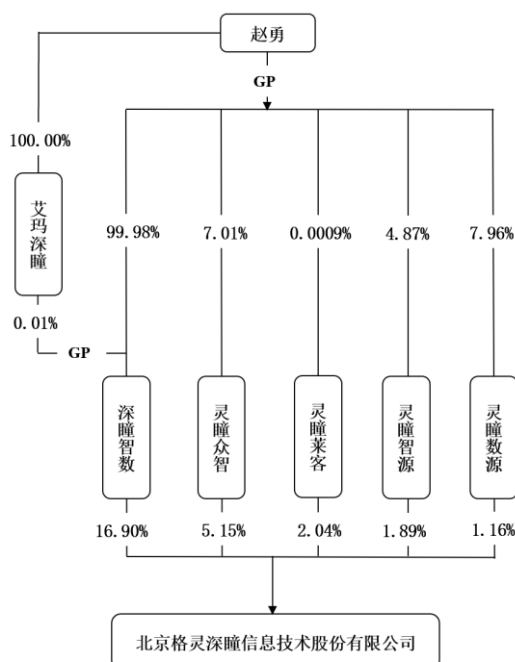 赵勇
GP
100.00%
艾玛深瞳
99.98%
7.01%
0.0009%
4.87%
7.96%
0.01%
GP
深瞳智数
灵瞳众智
灵瞳莱客
灵瞳智源
灵瞳数源
16.90%
5.15%
2.04%
1.89%
1.16%
北京格灵深瞳信息技术股份有限公司